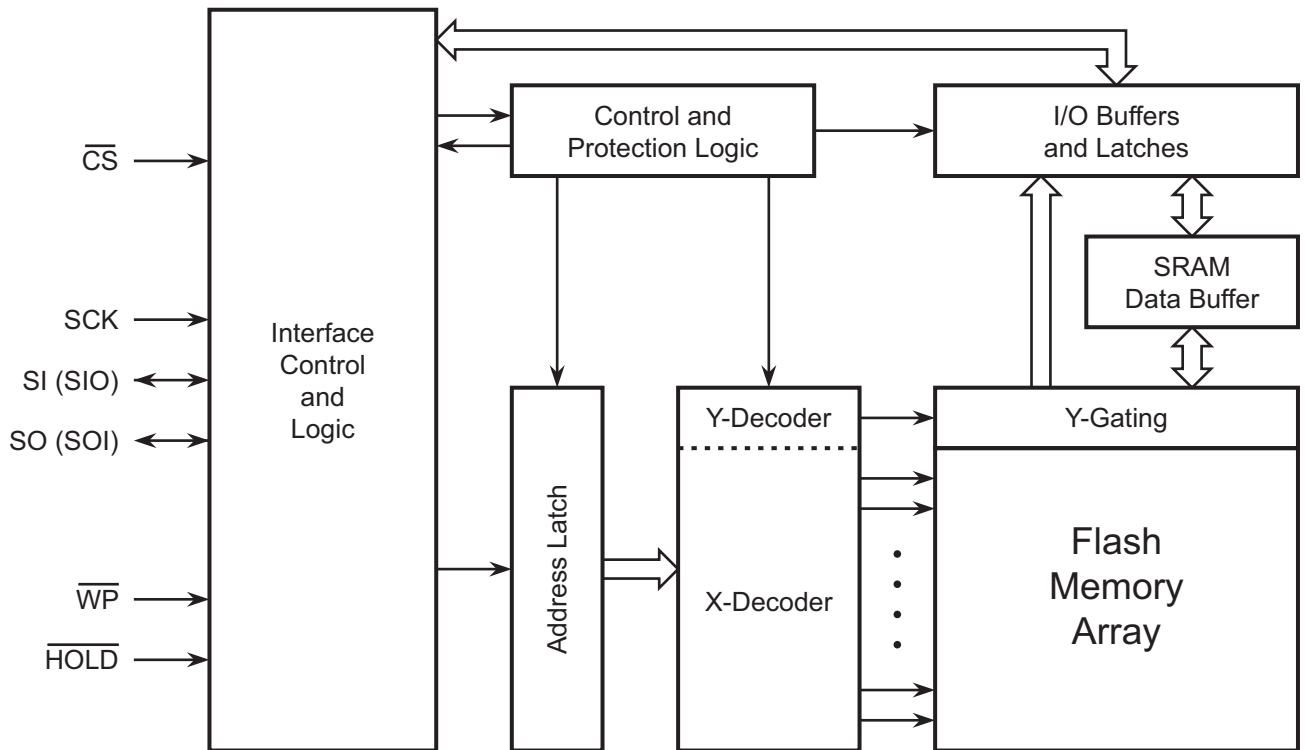 CS
SCK
SI (SIO)
SO (SOI)
WP
HOLD
Interface
Control
and
Logic
Control and
Protection Logic
I/O Buffers
and Latches
SRAM
Data Buffer
Address Latch
Y-Decoder
X-Decoder
Y-Gating
Flash
Memory
Array